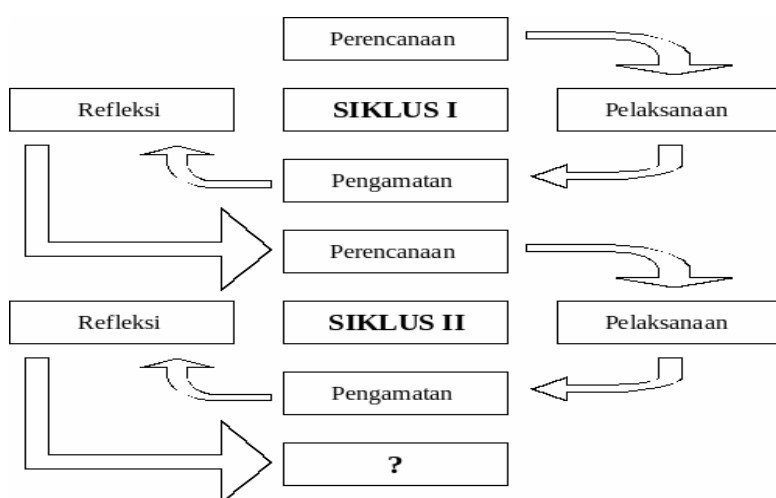 Perencanaan
Refleksi
SIKLUS I
Pelaksanaan
Pengamatan
Perencanaan
Refleksi
SIKLUS II
Pelaksanaan
Pengamatan
?